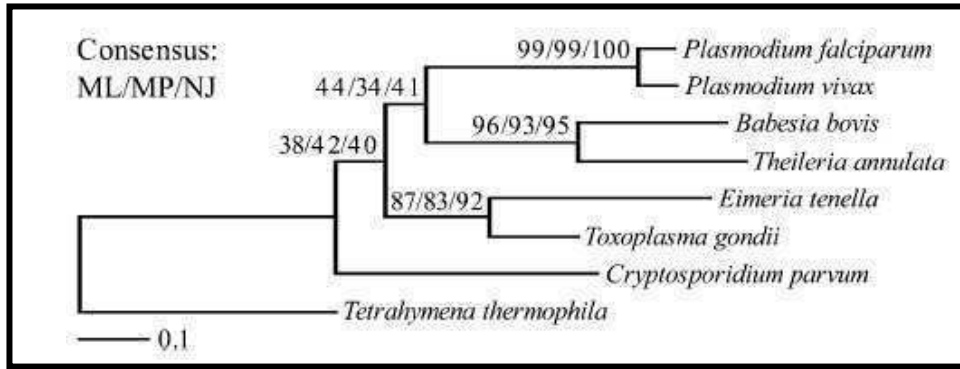 Consensus:
ML/MP/NJ
99/99/100
Plasmodium falciparum
Plasmodium vivax
44/34/41
96/93/95
Babesia bovis
Theileria annulata
38/42/40
87/83/92
Eimeria tenella
Toxoplasma gondii
Cryptosporidium parvum
Tetrahymena thermophila
0.1